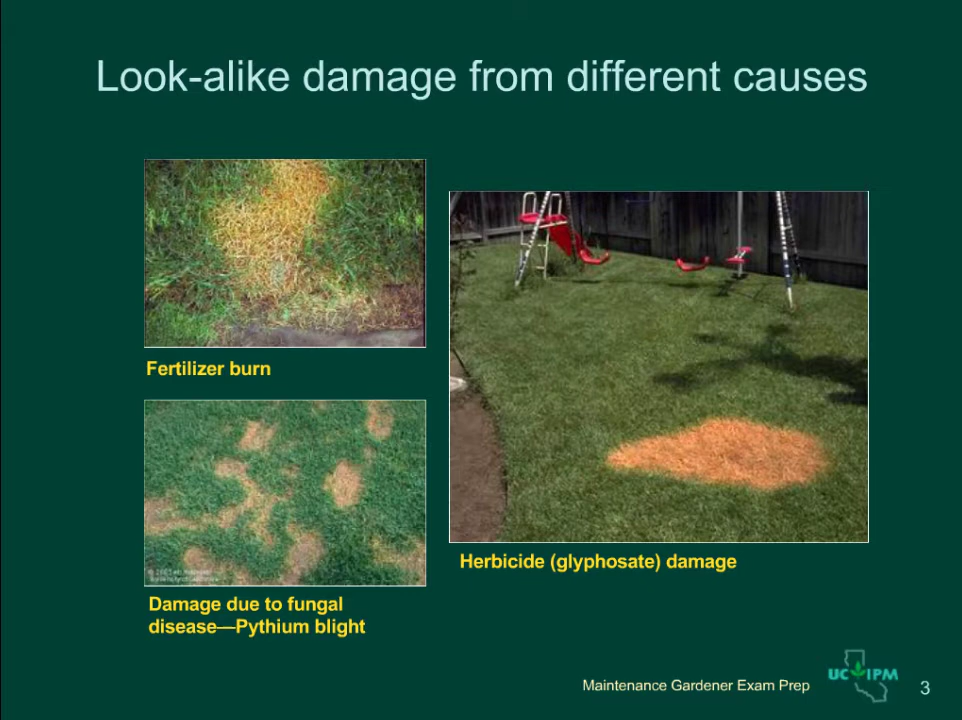 Look-alike damage from different causes
Fertilizer burn
Herbicide (glyphosate) damage
Damage due to fungal
disease—Pythium blight
Maintenance Gardener Exam Prep
UC IPM
3